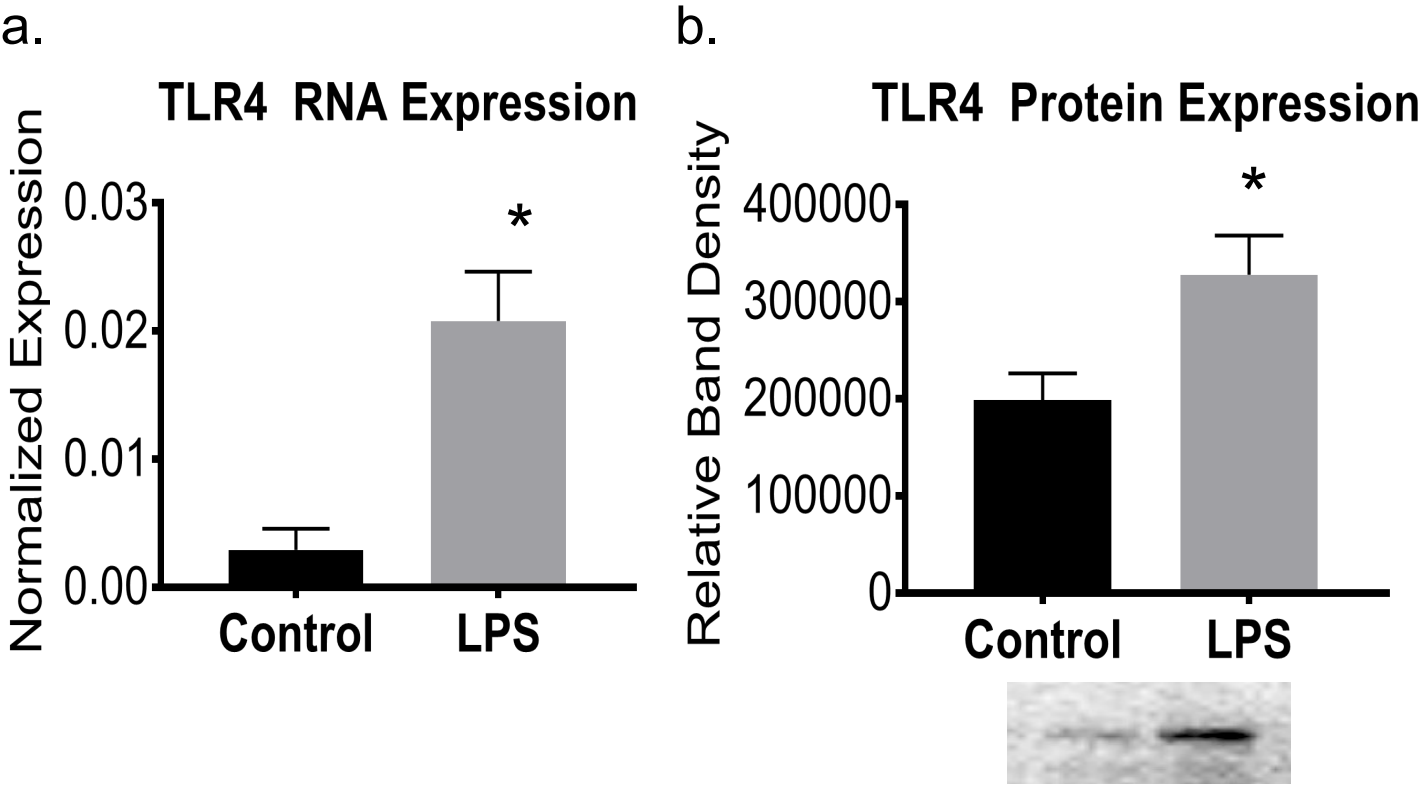 a.
TLR4 RNA Expression
Normalized Expression
0.03
0.02
0.01
0.00
*
Control LPS
b.
TLR4 Protein Expression
Relative Band Density
400000
300000
200000
100000
0
*
Control LPS